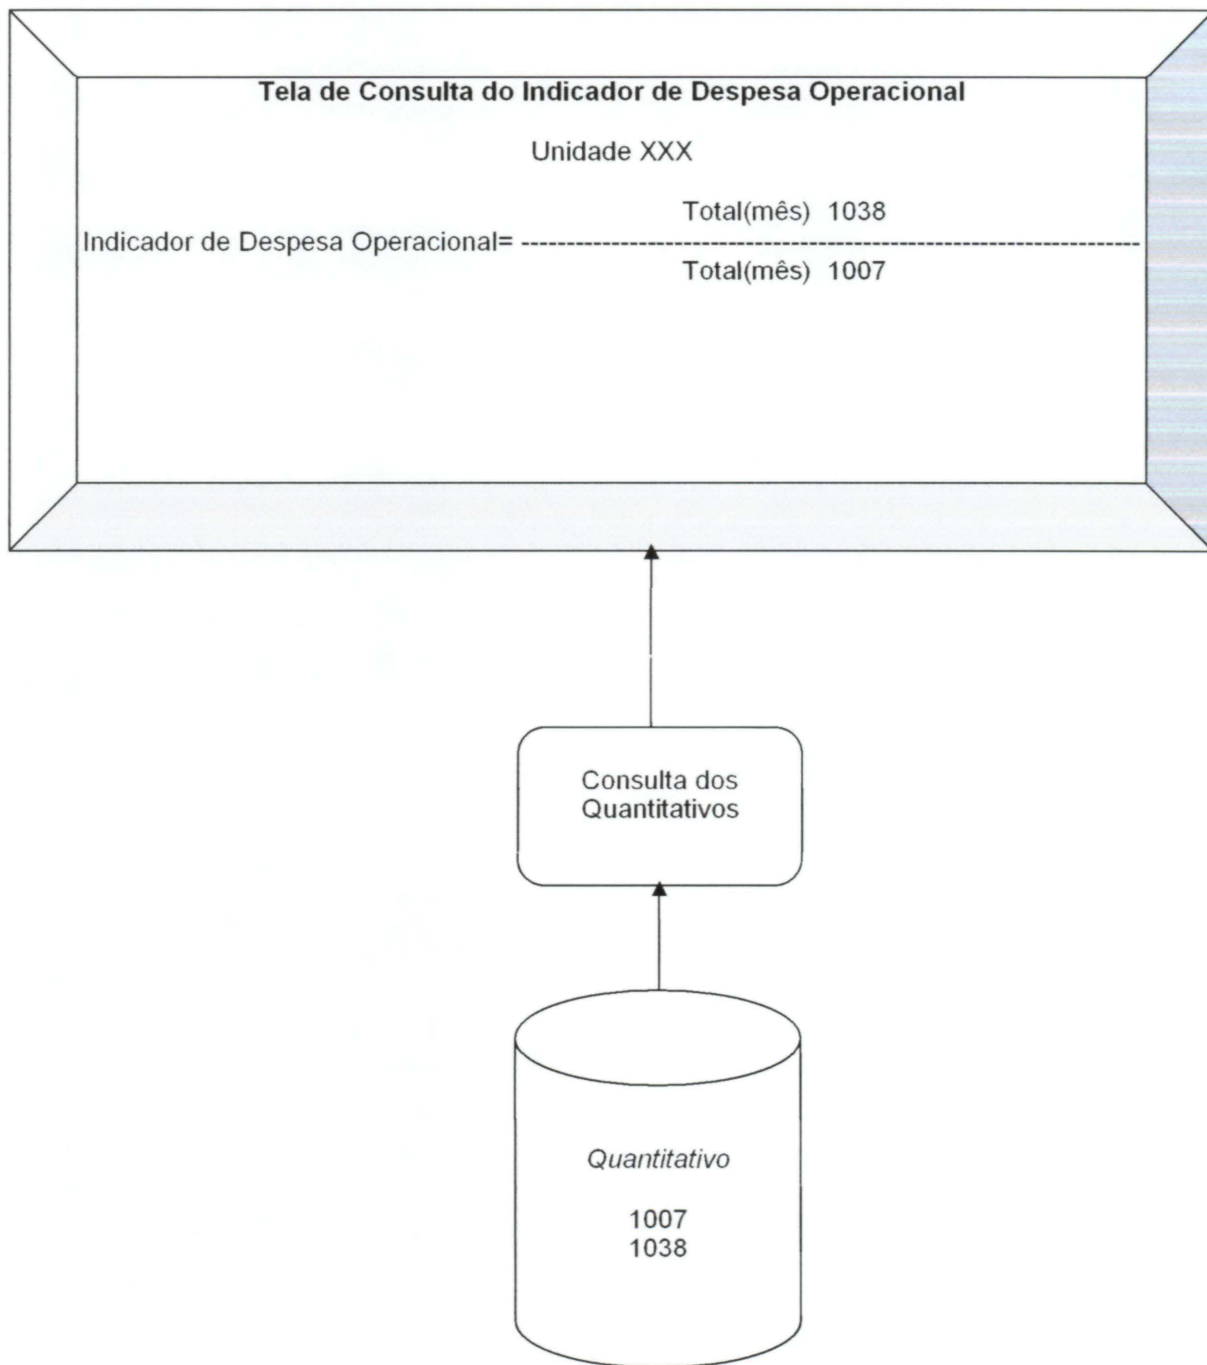 Tela de Consulta do Indicador de Despesa Operacional
Unidade XXX
Total(mês) 1038
Indicador de Despesa Operacional= --------------------------------------------------------------------
Total(mês) 1007
Consulta dos
Quantitativos
Quantitativo
1007
1038